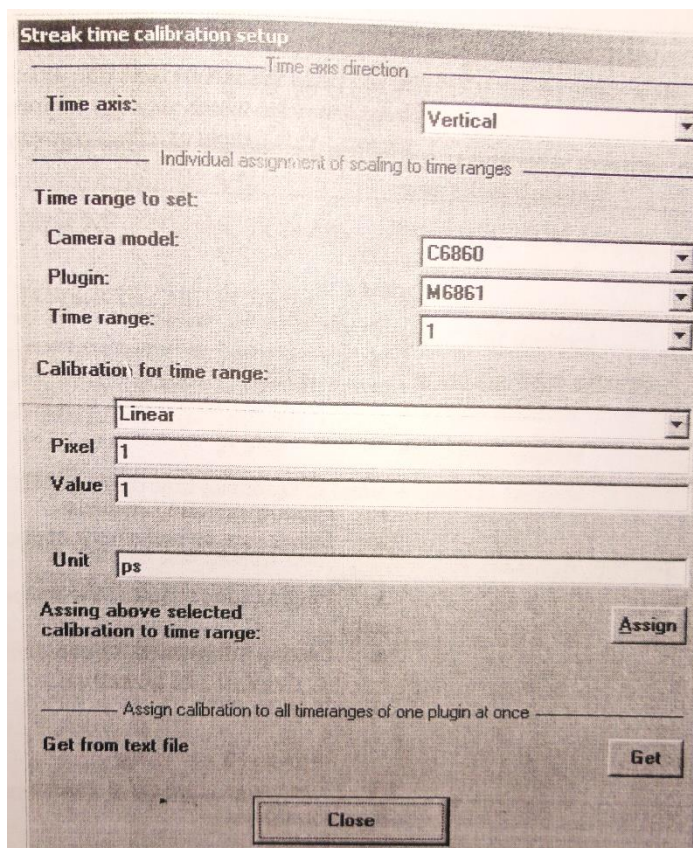 Streak time calibration setup
Time axis direction
Time axis:
Vertical
Individual assignment of scaling to time ranges
Time range to set:
Camera model:
C6860
Plugin:
M6861
Time range:
1
Calibration for time range:
Linear
Pixel 1
Value 1
Unit ps
Assing above selected
calibration to time range:
Assign
Assign calibration to all timeranges of one plugin at once
Get from text file
Get
Close